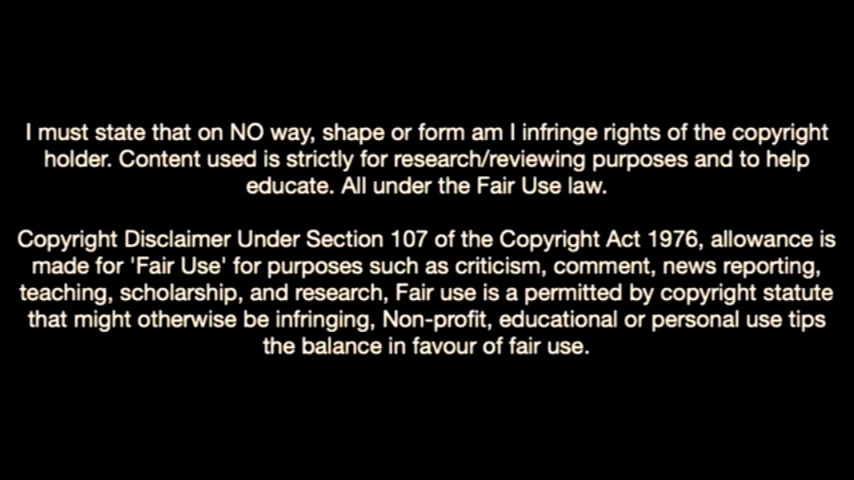 I must state that on NO way, shape or form am I infringe rights of the copyright
holder. Content used is strictly for research/reviewing purposes and to help
educate. All under the Fair Use law.
Copyright Disclaimer Under Section 107 of the Copyright Act 1976, allowance is
made for 'Fair Use' for purposes such as criticism, comment, news reporting,
teaching, scholarship, and research, Fair use is a permitted by copyright statute
that might otherwise be infringing, Non-profit, educational or personal use tips
the balance in favour of fair use.